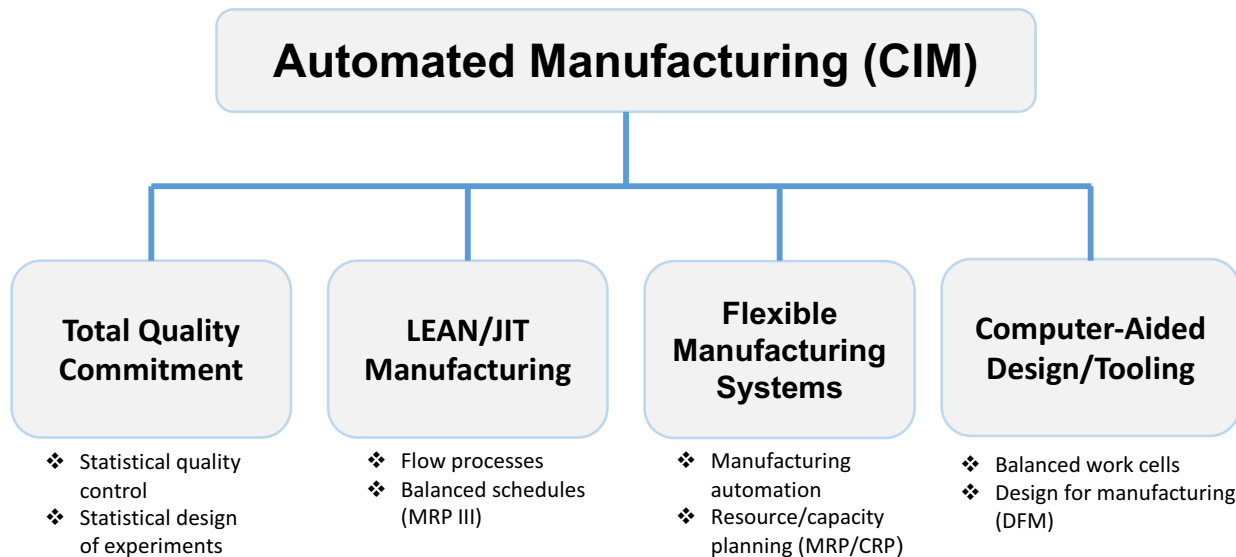 Automated Manufacturing (CIM)
Total Quality
Commitment
❖ Statistical quality
control
❖ Statistical design
of experiments
LEAN/JIT
Manufacturing
❖ Flow processes
❖ Balanced schedules
(MRP III)
Flexible
Manufacturing
Systems
❖ Manufacturing
automation
❖ Resource/capacity
planning (MRP/CRP)
Computer-Aided
Design/Tooling
❖ Balanced work cells
❖ Design for manufacturing
(DFM)